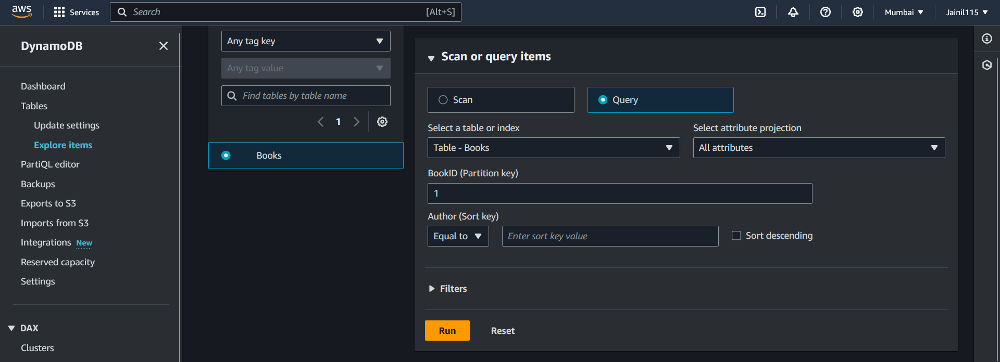 aws
Services
Search
[Alt+S]
Mumbai
Jainil115
DynamoDB
Dashboard
Tables
Update settings
Explore items
PartiQL editor
Backups
Exports to S3
Imports from S3
Integrations New
Reserved capacity
Settings
DAX
Clusters
Any tag key
Any tag value
Find tables by table name
1
Books
Scan or query items
Scan
Query
Select a table or index
Select attribute projection
Table - Books
All attributes
BookID (Partition key)
1
Author (Sort key)
Equal to
Enter sort key value
Sort descending
Filters
Run
Reset